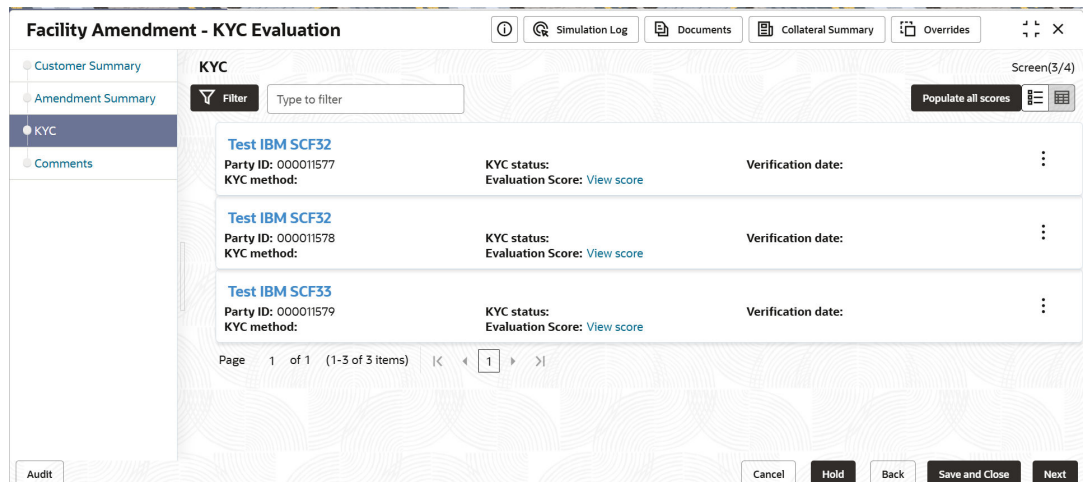 Facility Amendment - KYC Evaluation
Simulation Log
Documents
Collateral Summary
Overrides
Customer Summary
Amendment Summary
KYC
Comments
KYC
Screen(3/4)
Filter
Type to filter
Populate all scores
Test IBM SCF32
Party ID: 000011577 KYC status: Verification date:
KYC method: Evaluation Score: View score
Test IBM SCF32
Party ID: 000011578 KYC status: Verification date:
KYC method: Evaluation Score: View score
Test IBM SCF33
Party ID: 000011579 KYC status: Verification date:
KYC method: Evaluation Score: View score
Page 1 of 1 (1-3 of 3 items) 1
Audit
Cancel
Hold
Back
Save and Close
Next